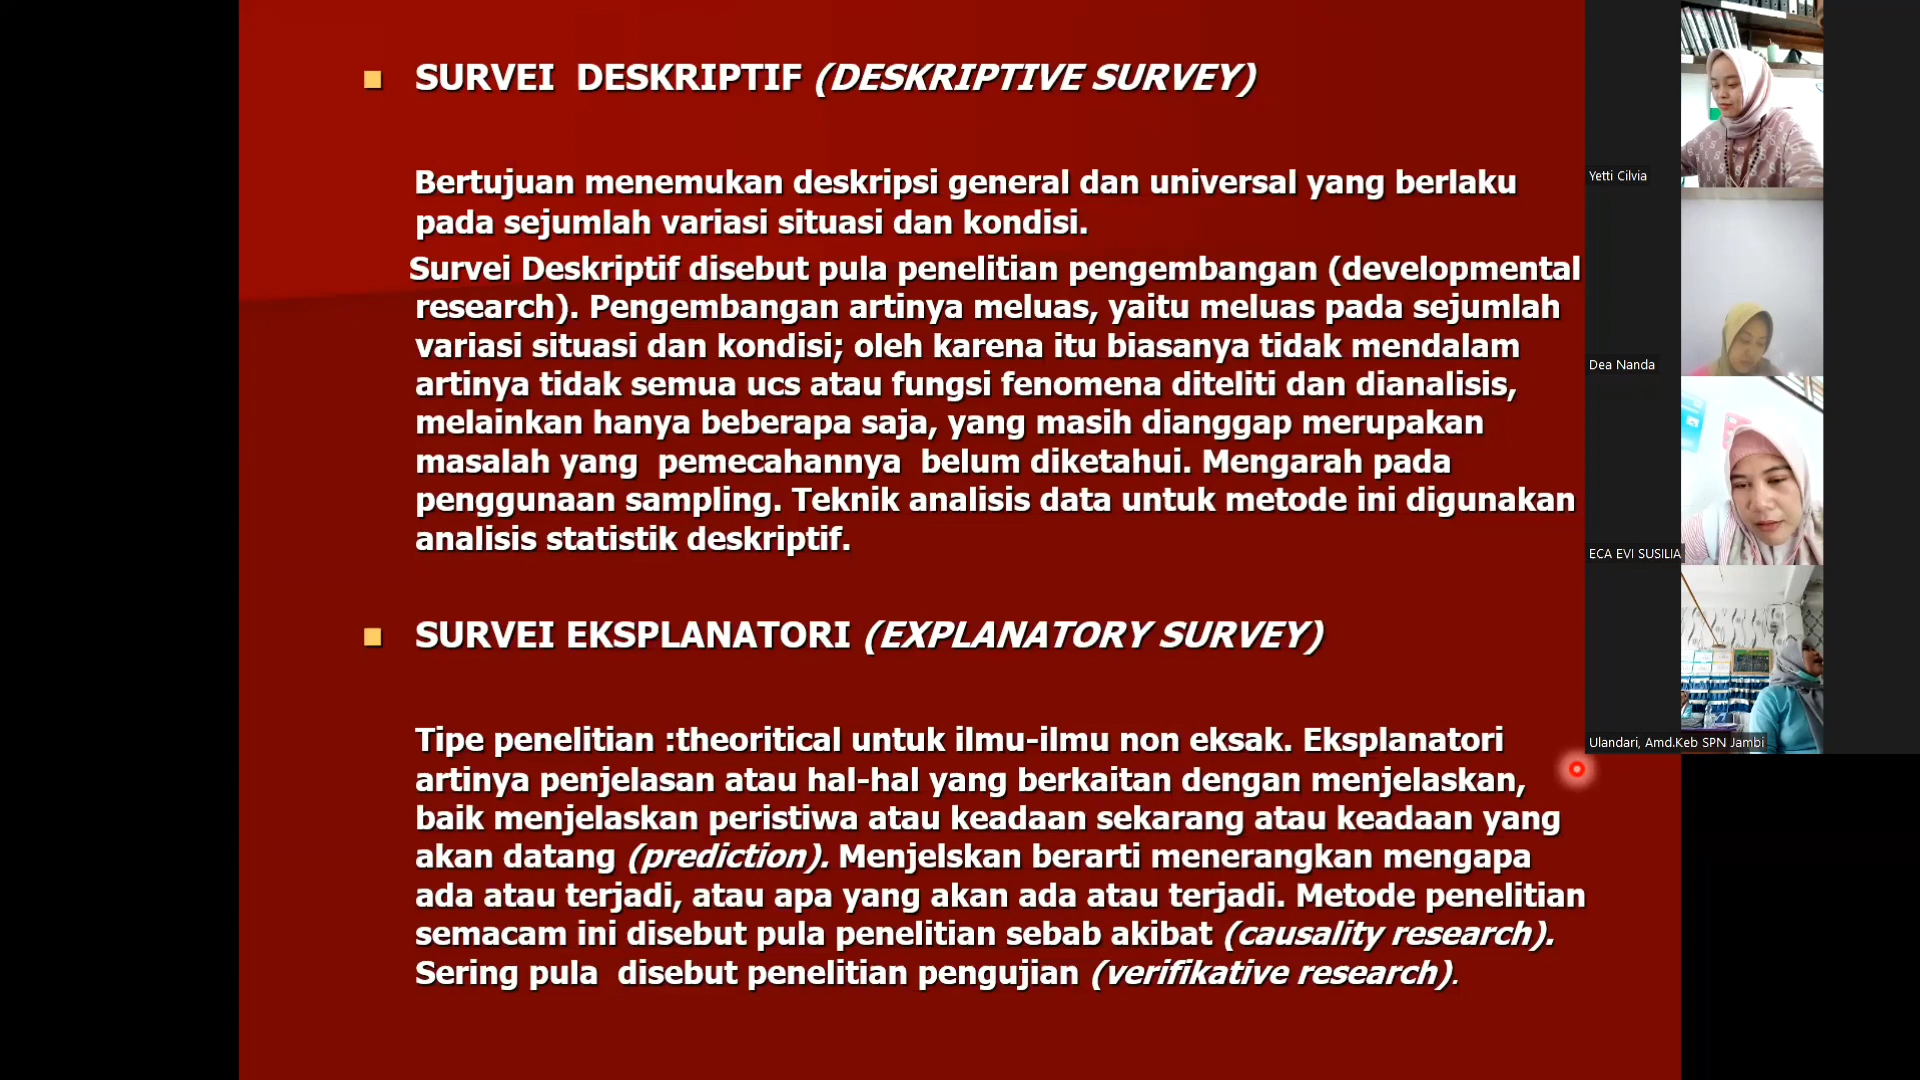 SURVEI DESKRIPTIF (DESKRIPTIVE SURVEY)
Bertujuan menemukan deskripsi general dan universal yang berlaku
pada sejumlah variasi situasi dan kondisi.
Survei Deskriptif disebut pula penelitian pengembangan (developmental
research). Pengembangan artinya meluas, yaitu meluas pada sejumlah
variasi situasi dan kondisi; oleh karena itu biasanya tidak mendalam
artinya tidak semua ucs atau fungsi fenomena diteliti dan dianalisis,
melainkan hanya beberapa saja, yang masih dianggap merupakan
masalah yang pemecahannya belum diketahui. Mengarah pada
penggunaan sampling. Teknik analisis data untuk metode ini digunakan
analisis statistik deskriptif.
SURVEI EKSPLANATORI (EXPLANATORY SURVEY)
Tipe penelitian :theoritical untuk ilmu-ilmu non eksak. Eksplanatori
artinya penjelasan atau hal-hal yang berkaitan dengan menjelaskan,
baik menjelaskan peristiwa atau keadaan sekarang atau keadaan yang
akan datang (prediction). Menjelskan berarti menerangkan mengapa
ada atau terjadi, atau apa yang akan ada atau terjadi. Metode penelitian
semacam ini disebut pula penelitian sebab akibat (causality research).
Sering pula disebut penelitian pengujian (verifikative research).
Yetti Cilvia
Dea Nanda
ECA EVI SUSILIA
Ulandari, Amd.Keb SPN Jambi